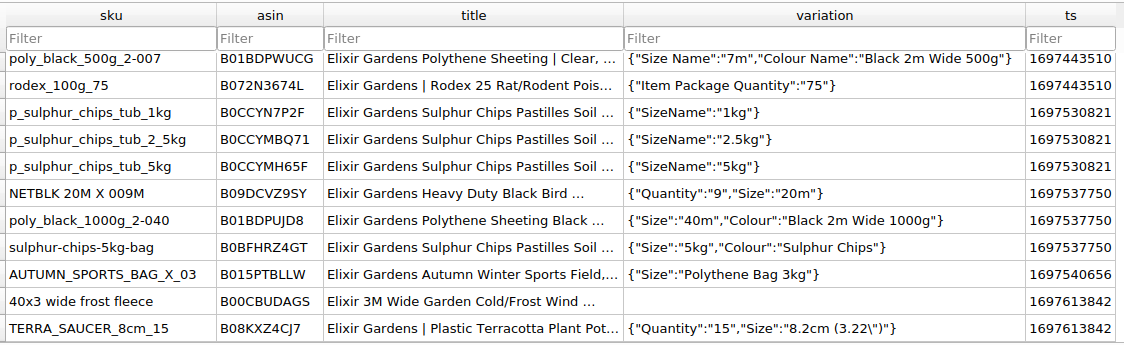 sku asin title variation ts
Filter Filter Filter Filter Filter
poly_black_500g_2-007 B01BDPWUCG Elixir Gardens Polythene Sheeting | Clear, ... {"Size Name":"7m","Colour Name":"Black 2m Wide 500g"} 1697443510
rodex_100g_75 B072N3674L Elixir Gardens | Rodex 25 Rat/Rodent Pois... {"Item Package Quantity":"75"} 1697443510
p_sulphur_chips_tub_1kg B0CCYN7P2F Elixir Gardens Sulphur Chips Pastilles Soil ... {"SizeName":"1kg"} 1697530821
p_sulphur_chips_tub_2_5kg B0CCYMBQ71 Elixir Gardens Sulphur Chips Pastilles Soil ... {"SizeName":"2.5kg"} 1697530821
p_sulphur_chips_tub_5kg B0CCYMH65F Elixir Gardens Sulphur Chips Pastilles Soil ... {"SizeName":"5kg"} 1697530821
NETBLK 20M X 009M B09DCVZ9SY Elixir Gardens Heavy Duty Black Bird ... {"Quantity":"9","Size":"20m"} 1697537750
poly_black_1000g_2-040 B01BDPUJD8 Elixir Gardens Polythene Sheeting Black ... {"Size":"40m","Colour":"Black 2m Wide 1000g"} 1697537750
sulphur-chips-5kg-bag B0BFHRZ4GT Elixir Gardens Sulphur Chips Pastilles Soil ... {"Size":"5kg","Colour":"Sulphur Chips"} 1697537750
AUTUMN_SPORTS_BAG_X_03 B015PTBLLW Elixir Gardens Autumn Winter Sports Field,... {"Size":"Polythene Bag 3kg"} 1697540656
40x3 wide frost fleece B00CBUDAGS Elixir 3M Wide Garden Cold/Frost Wind ... 1697613842
TERRA_SAUCER_8cm_15 B08KXZ4CJ7 Elixir Gardens | Plastic Terracotta Plant Pot... {"Quantity":"15","Size":"8.2cm (3.22\")"} 1697613842